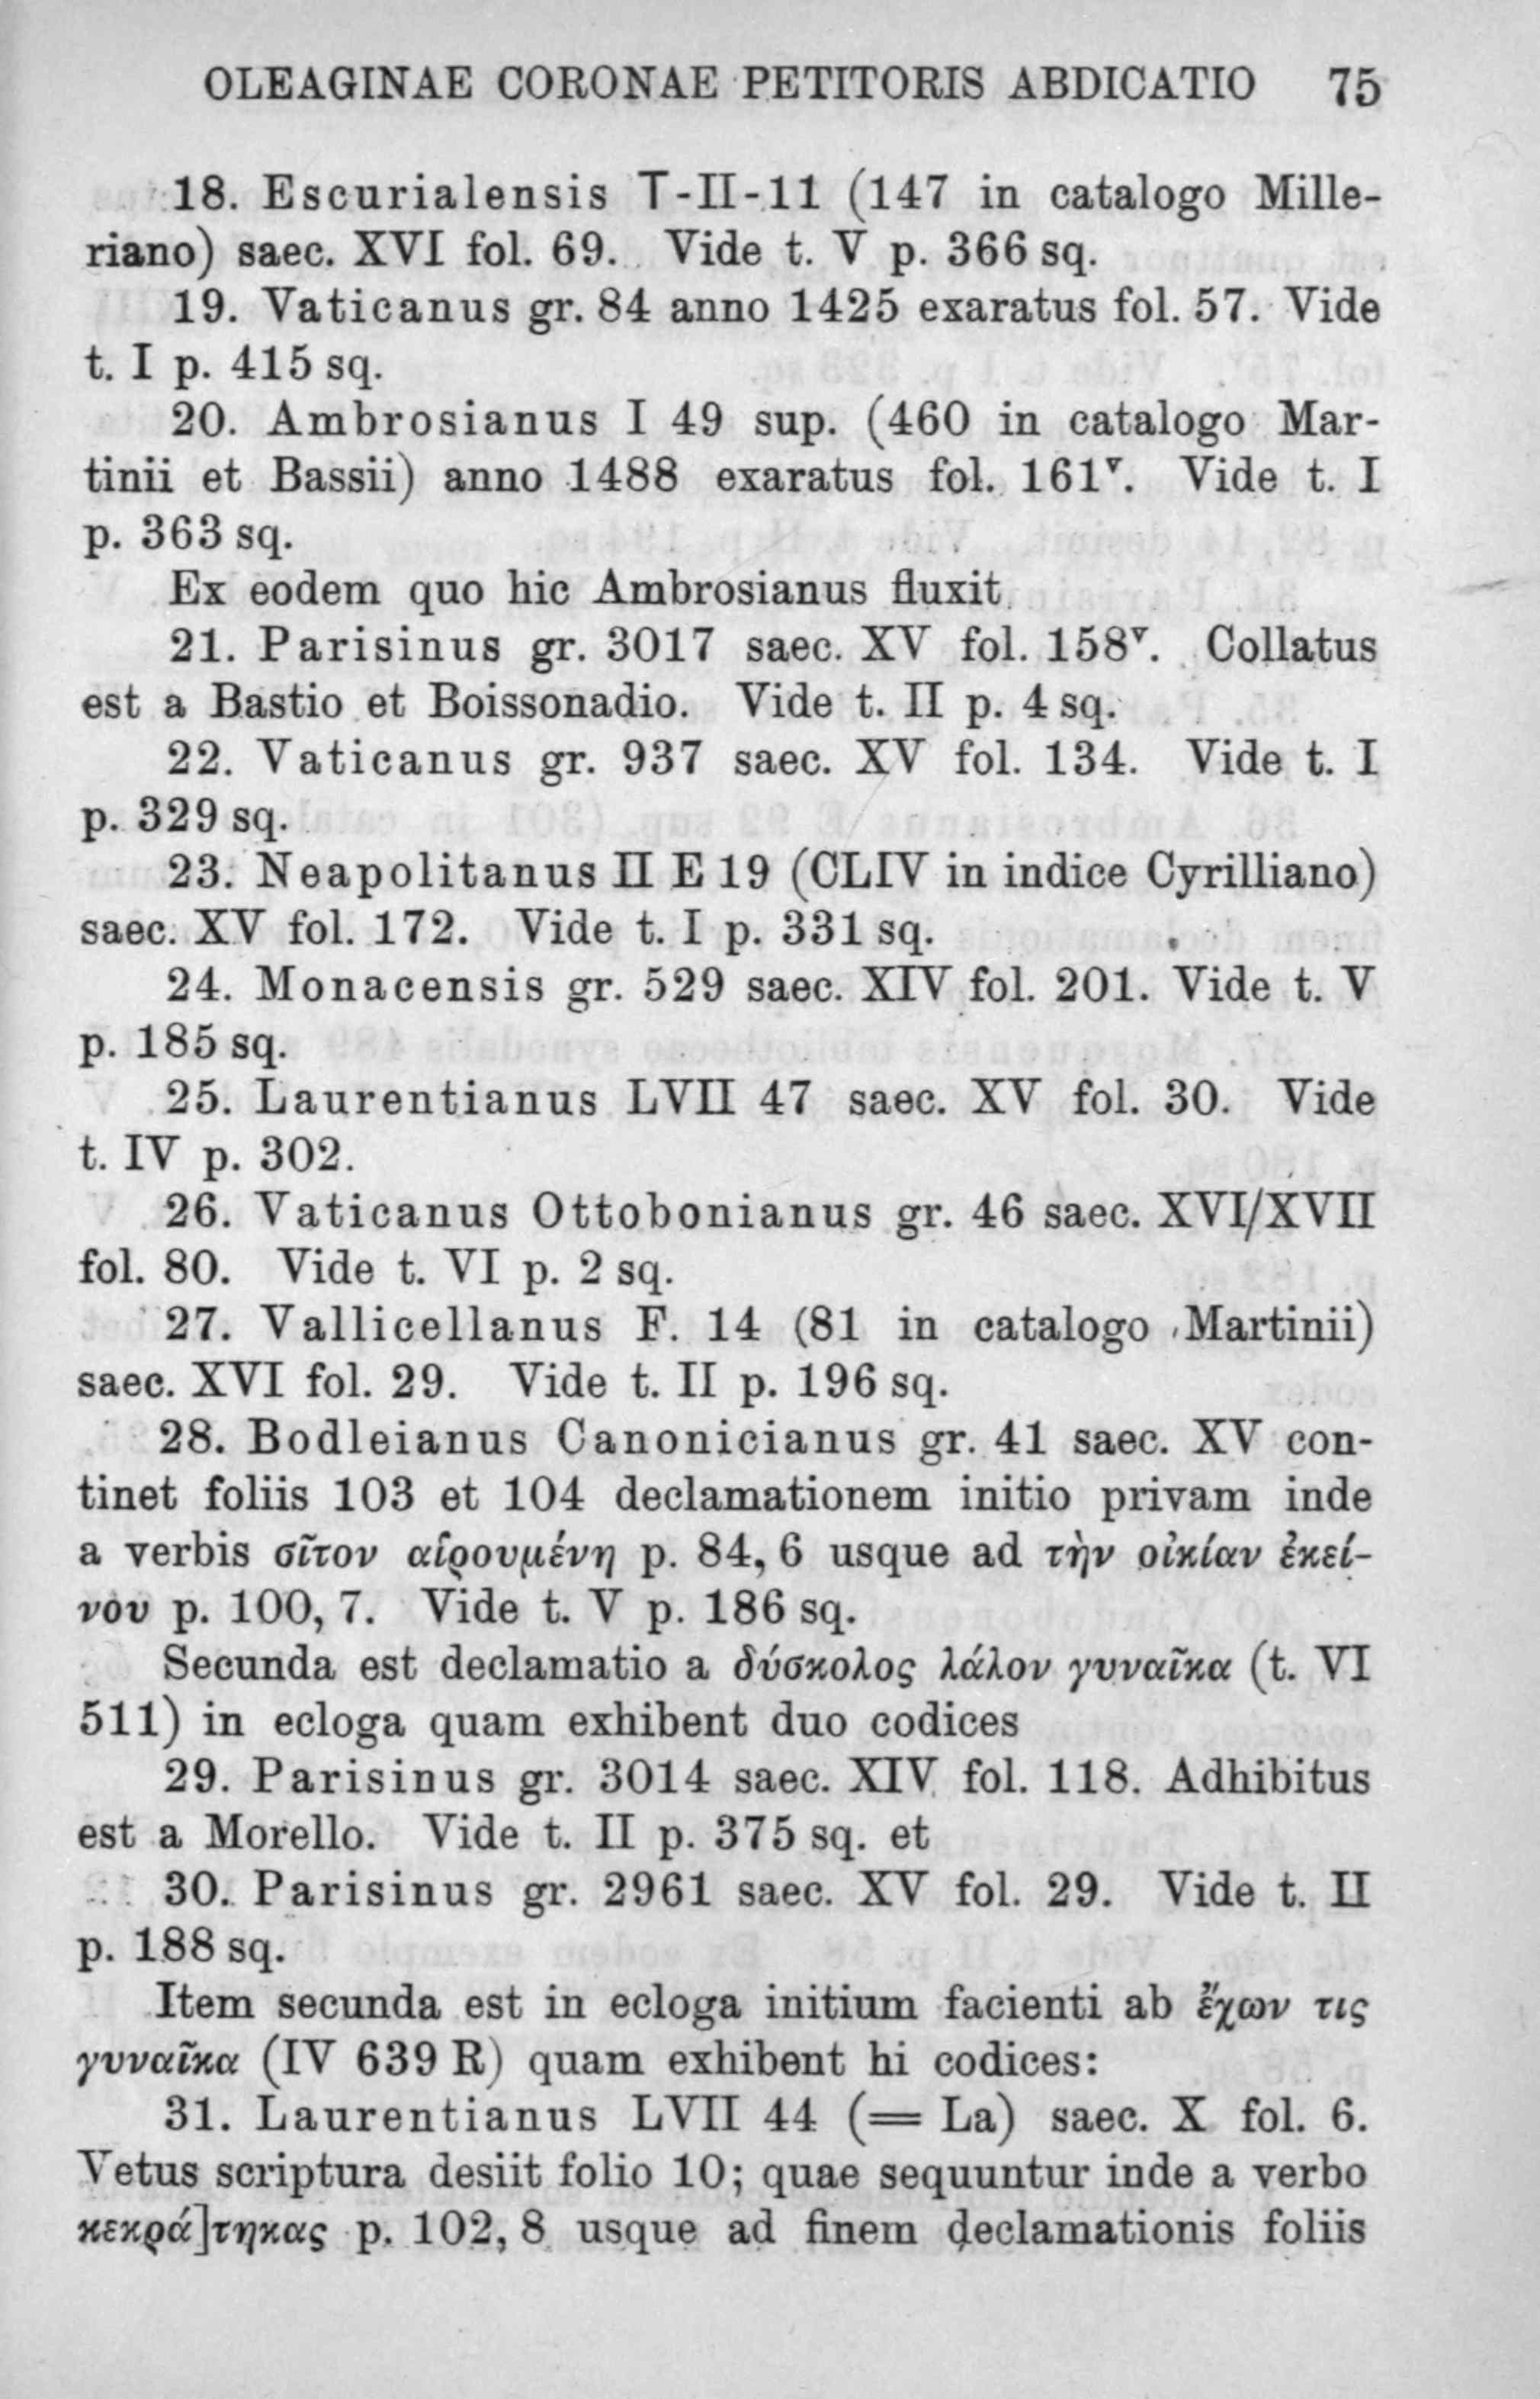 OLEAGINAE CORONAE PETITORIS ABDICATIO 75
18. Escurialensis T-II-11 (147 in catalogo Mille-
riano) saec. XVI fol. 69. Vide t. V p. 366 sq.
19. Vaticanus gr. 84 anno 1425 exaratus fol. 57. Vide
t. I p. 415 sq.
20. Ambrosianus I 49 sup. (460 in catalogo Mar-
tinii et Bassii) anno 1488 exaratus fol. 161ᵛ. Vide t. I
p. 363 sq.
Ex eodem quo hic Ambrosianus fluxit
21. Parisinus gr. 3017 saec. XV fol. 158ᵛ. Collatus
est a Bastio et Boissonadio. Vide t. II p. 4 sq.
22. Vaticanus gr. 937 saec. XV fol. 134. Vide t. I
p. 329 sq.
23. Neapolitanus II E 19 (CLIV in indice Cyrilliano)
saec. XV fol. 172. Vide t. I p. 331 sq.
24. Monacensis gr. 529 saec. XIV fol. 201. Vide t. V
p. 185 sq.
25. Laurentianus LVII 47 saec. XV fol. 30. Vide
t. IV p. 302.
26. Vaticanus Ottobonianus gr. 46 saec. XVI/XVII
fol. 80. Vide t. VI p. 2 sq.
27. Vallicellanus F. 14 (81 in catalogo Martinii)
saec. XVI fol. 29. Vide t. II p. 196 sq.
28. Bodleianus Canonicianus gr. 41 saec. XV con-
tinet foliis 103 et 104 declamationem initio privam inde
a verbis σῖτον αἱρουμένη p. 84, 6 usque ad τὴν οἰκίαν ἐκεί-
νου p. 100, 7. Vide t. V p. 186 sq.
Secunda est declamatio a δύσκολος λάλον γυναῖκα (t. VI
511) in ecloga quam exhibent duo codices
29. Parisinus gr. 3014 saec. XIV fol. 118. Adhibitus
est a Morello. Vide t. II p. 375 sq. et
30. Parisinus gr. 2961 saec. XV fol. 29. Vide t. II
p. 188 sq.
Item secunda est in ecloga initium facienti ab ἔχων τις
γυναῖκα (IV 639 R) quam exhibent hi codices:
31. Laurentianus LVII 44 (= La) saec. X fol. 6.
Vetus scriptura desiit folio 10; quae sequuntur inde a verbo
κεκρά]τηκας p. 102, 8 usque ad finem declamationis foliis